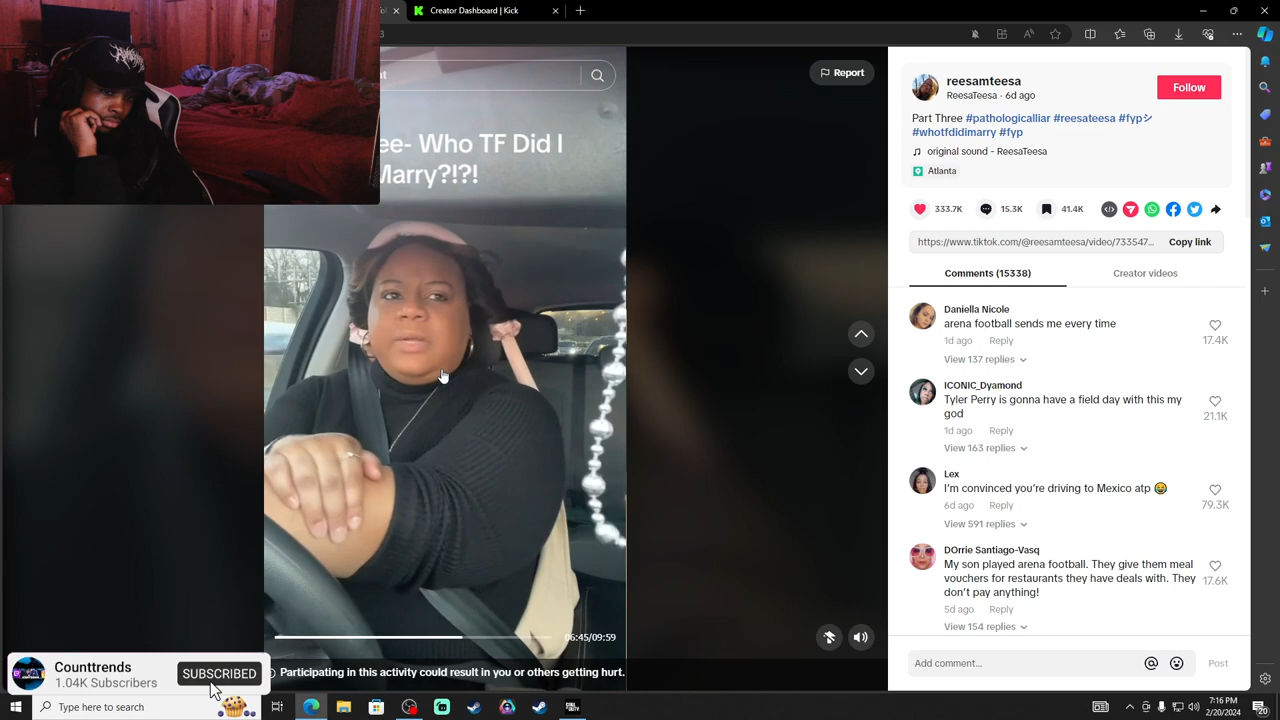 Creator Dashboard | Kick
Report
ee- Who TF Did I
Marry?!?!
reesamteesa
ReesaTeesa · 6d ago
Follow
Part Three #pathologicalliar #reesateesa #fypシ
#whotfdidimarry #fyp
original sound - ReesaTeesa
Atlanta
333.7K
15.3K
41.4K
https://www.tiktok.com/@reesamteesa/video/733547...
Copy link
Comments (15338)
Creator videos
Daniella Nicole
arena football sends me every time
17.4K
1d ago Reply
View 137 replies
ICONIC_Dyamond
Tyler Perry is gonna have a field day with this my
god
21.1K
1d ago Reply
View 163 replies
Lex
I'm convinced you're driving to Mexico atp 😂
79.3K
6d ago Reply
View 591 replies
DOrrie Santiago-Vasq
My son played arena football. They give them meal
vouchers for restaurants they have deals with. They
don't pay anything!
17.6K
5d ago Reply
View 154 replies
Add comment...
Post
06:45/09:59
Participating in this activity could result in you or others getting hurt.
Counttrends
1.04K Subscribers
SUBSCRIBED
Type here to search
7:16 PM
2/20/2024